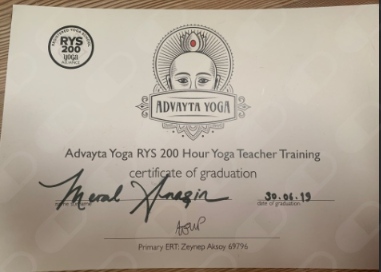 RYS
200
YOGA
ADVAYTA YOGA
Advayta Yoga RYS 200 Hour Yoga Teacher Training
certificate of graduation
Meral 30.06.19
date of graduation
Primary ERT: Zeynep Aksoy 69796